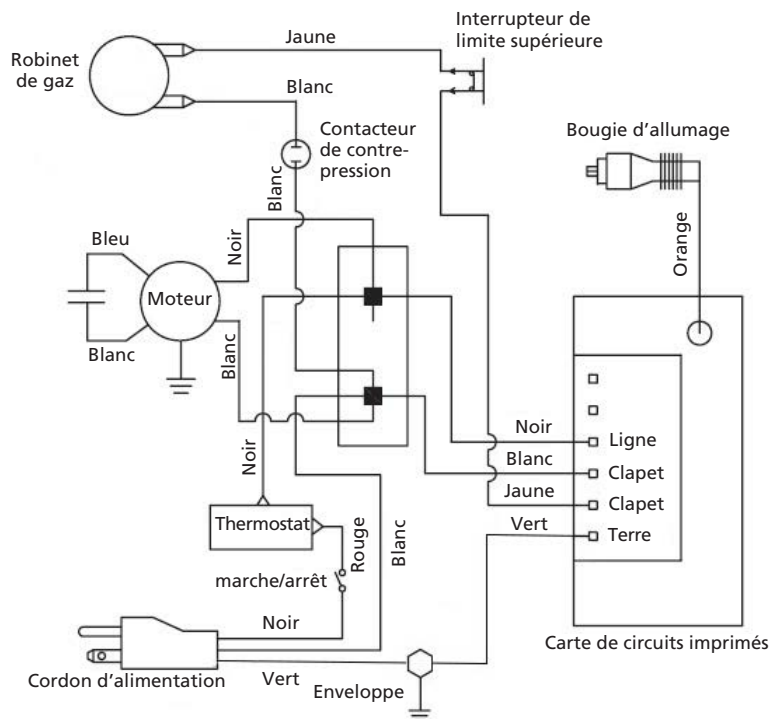 Interrupteur de
limite supérieure
Jaune
Robinet
de gaz
Blanc
Contacteur
de contre-
pression
Bougie d'allumage
Blanc
Noir
Bleu
Orange
Moteur
Blanc
Blanc
Noir
Ligne
Blanc
Clapet
Noir
Jaune
Clapet
Vert
Terre
Thermostat
Rouge
Blanc
marche/arrêt
Noir
Carte de circuits imprimés
Cordon d'alimentation
Vert
Enveloppe